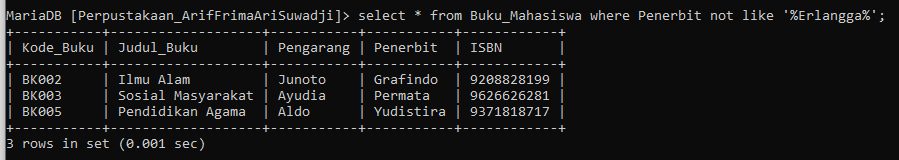 MariaDB [Perpustakaan_ArifFrimaAriSuwadji]> select * from Buku_Mahasiswa where Penerbit not like '%Erlangga%';
+-----------+-------------------+-----------+-----------+------------+
| Kode_Buku | Judul_Buku        | Pengarang | Penerbit  | ISBN       |
+-----------+-------------------+-----------+-----------+------------+
| BK002     | Ilmu Alam         | Junoto    | Grafindo  | 9208828199 |
| BK003     | Sosial Masyarakat | Ayudia    | Permata   | 9626626281 |
| BK005     | Pendidikan Agama  | Aldo      | Yudistira | 9371818717 |
+-----------+-------------------+-----------+-----------+------------+
3 rows in set (0.001 sec)